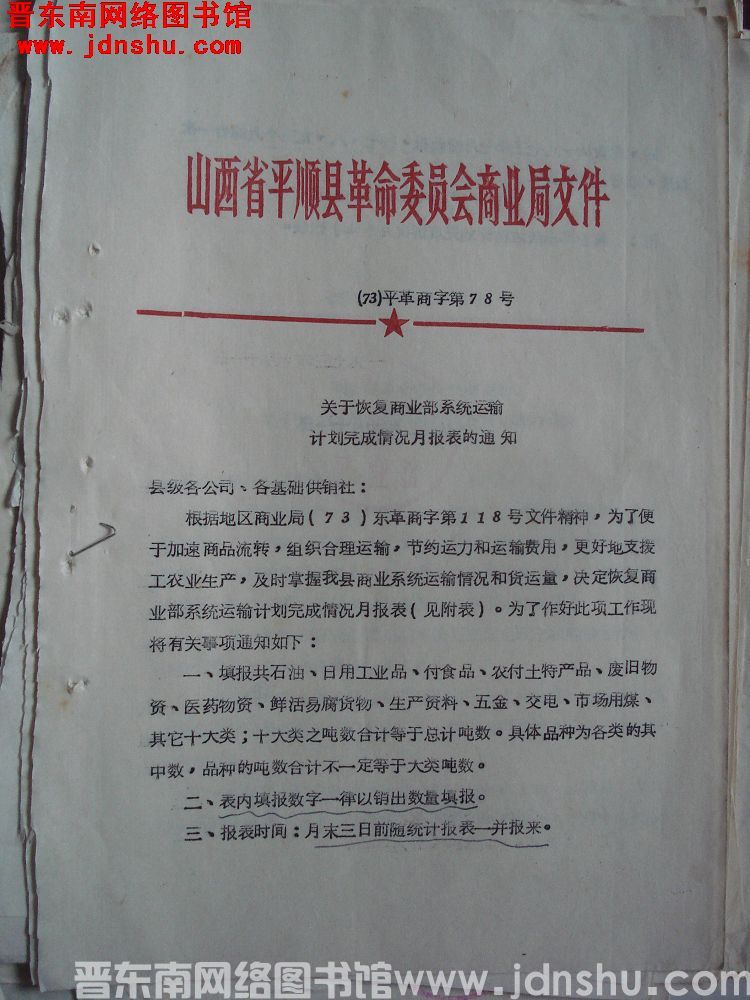 晋东南网络图书馆
www.jdnshu.com
山西省平顺县革命委员会商业局文件
(73)平革商字第78号
关于恢复商业部系统运输
计划完成情况月报表的通知
县级各公司、各基础供销社：
根据地区商业局(73)东革商字第118号文件精神，为了便
于加速商品流转，组织合理运输，节约运力和运输费用，更好地支援
工农业生产，及时掌握我县商业系统运输情况和货运量，决定恢复商
业部系统运输计划完成情况月报表(见附表)。为了作好此项工作现
将有关事项通知如下：
一、填报共石油、日用工业品、付食品、农付土特产品、废旧物
资、医药物资、鲜活易腐货物、生产资料、五金、交电、市场用煤、
其它十大类；十大类之吨数合计等于总计吨数。具体品种为各类的其
中数，品种的吨数合计不一定等于大类吨数。
二、表内填报数字一律以销出数量填报。
三、报表时间：月末三日前随统计报表一并报来。
晋东南网络图书馆www.jdnshu.com